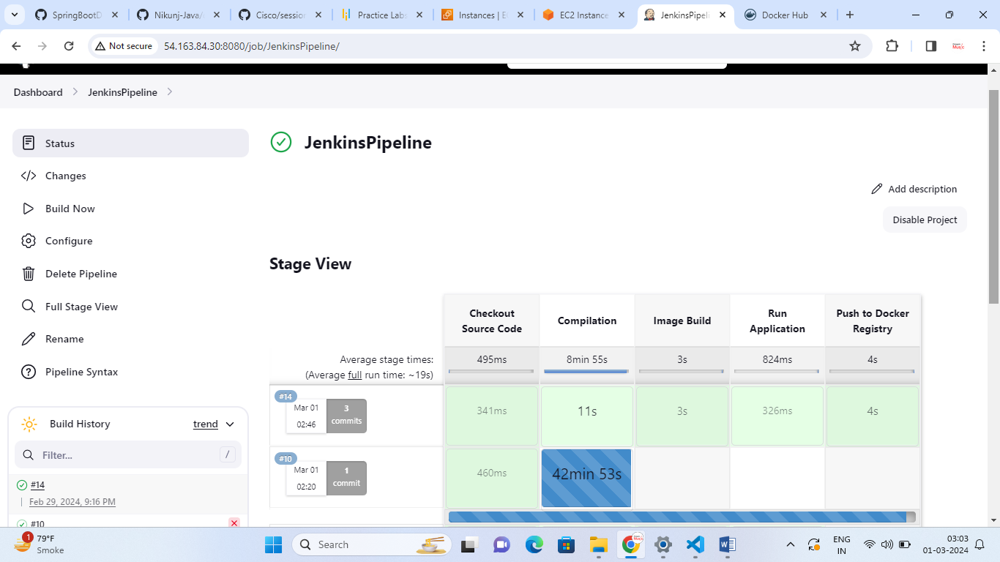 SpringBootD
Nikunj-Java/
Cisco/session
Practice Labs
Instances | E
EC2 Instance
JenkinsPipeli
Docker Hub
Not secure
54.163.84.30:8080/job/JenkinsPipeline/
Dashboard
JenkinsPipeline
Status
Changes
Build Now
Configure
Delete Pipeline
Full Stage View
Rename
Pipeline Syntax
Build History
trend
Filter...
/
#14
Feb 29, 2024, 9:16 PM
#10
JenkinsPipeline
Add description
Disable Project
Stage View
Checkout
Source Code
Compilation
Image Build
Run
Application
Push to Docker
Registry
Average stage times:
(Average full run time: ~19s)
495ms
8min 55s
3s
824ms
4s
#14
Mar 01
02:46
3
commits
341ms
11s
3s
326ms
4s
#10
Mar 01
02:20
1
commit
460ms
42min 53s
1
79°F
Smoke
Search
ENG
IN
03:03
01-03-2024